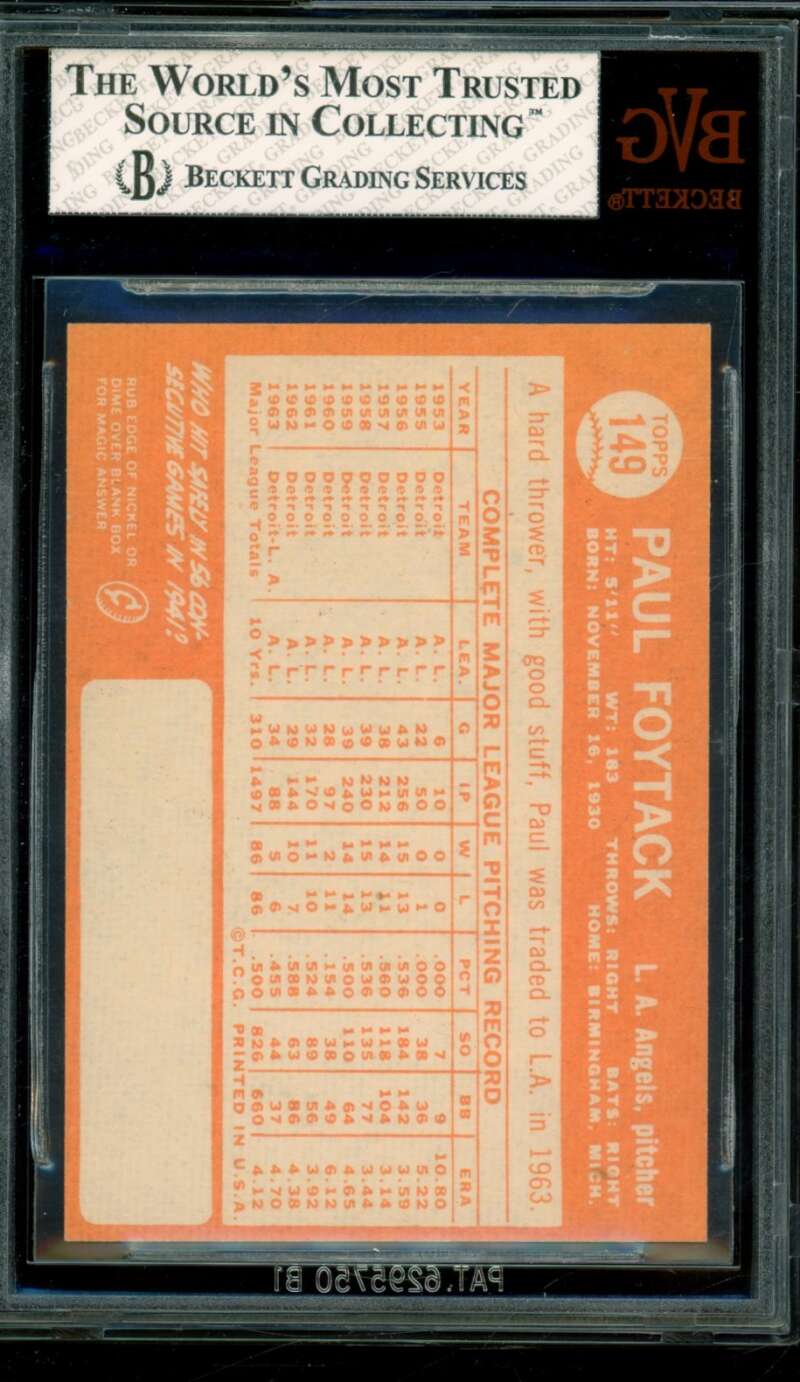 THE WORLD'S MOST TRUSTED
SOURCE IN COLLECTING™
B BECKETT GRADING SERVICES
BVG
BECKETT®
TOPPS
149
PAUL FOYTACK L. A. Angels, pitcher
HT: 5'11" WT: 183 THROWS: RIGHT BATS: RIGHT
BORN: NOVEMBER 16, 1930 HOME: BIRMINGHAM, MICH.
A hard thrower, with good stuff, Paul was traded to L.A. in 1963.
COMPLETE MAJOR LEAGUE PITCHING RECORD
YEAR TEAM LEA. G IP W L PCT SO BB ERA
1953 Detroit A. L. 6 10 0 0 .000 7 9 10.80
1955 Detroit A. L. 22 50 0 1 .000 38 36 5.22
1956 Detroit A. L. 43 256 15 13 .536 184 142 3.59
1957 Detroit A. L. 38 212 14 11 .560 118 104 3.14
1958 Detroit A. L. 39 230 15 13 .536 135 77 3.44
1959 Detroit A. L. 39 240 14 14 .500 110 64 4.65
1960 Detroit A. L. 28 97 2 11 .154 38 49 6.12
1961 Detroit A. L. 32 170 11 10 .524 89 56 3.92
1962 Detroit A. L. 29 144 10 7 .588 63 86 4.38
1963 Detroit-L. A. A. L. 34 88 5 6 .455 44 37 4.70
Major League Totals 10 Yrs. 310 1497 86 86 .500 826 660 4.12
©T.C.G. PRINTED IN U.S.A.
WHO HIT SAFELY IN 56 CON-
SECUTIVE GAMES IN 1941?
RUB EDGE OF NICKEL OR
DIME OVER BLANK BOX
FOR MAGIC ANSWER
PAT.6295750 B1